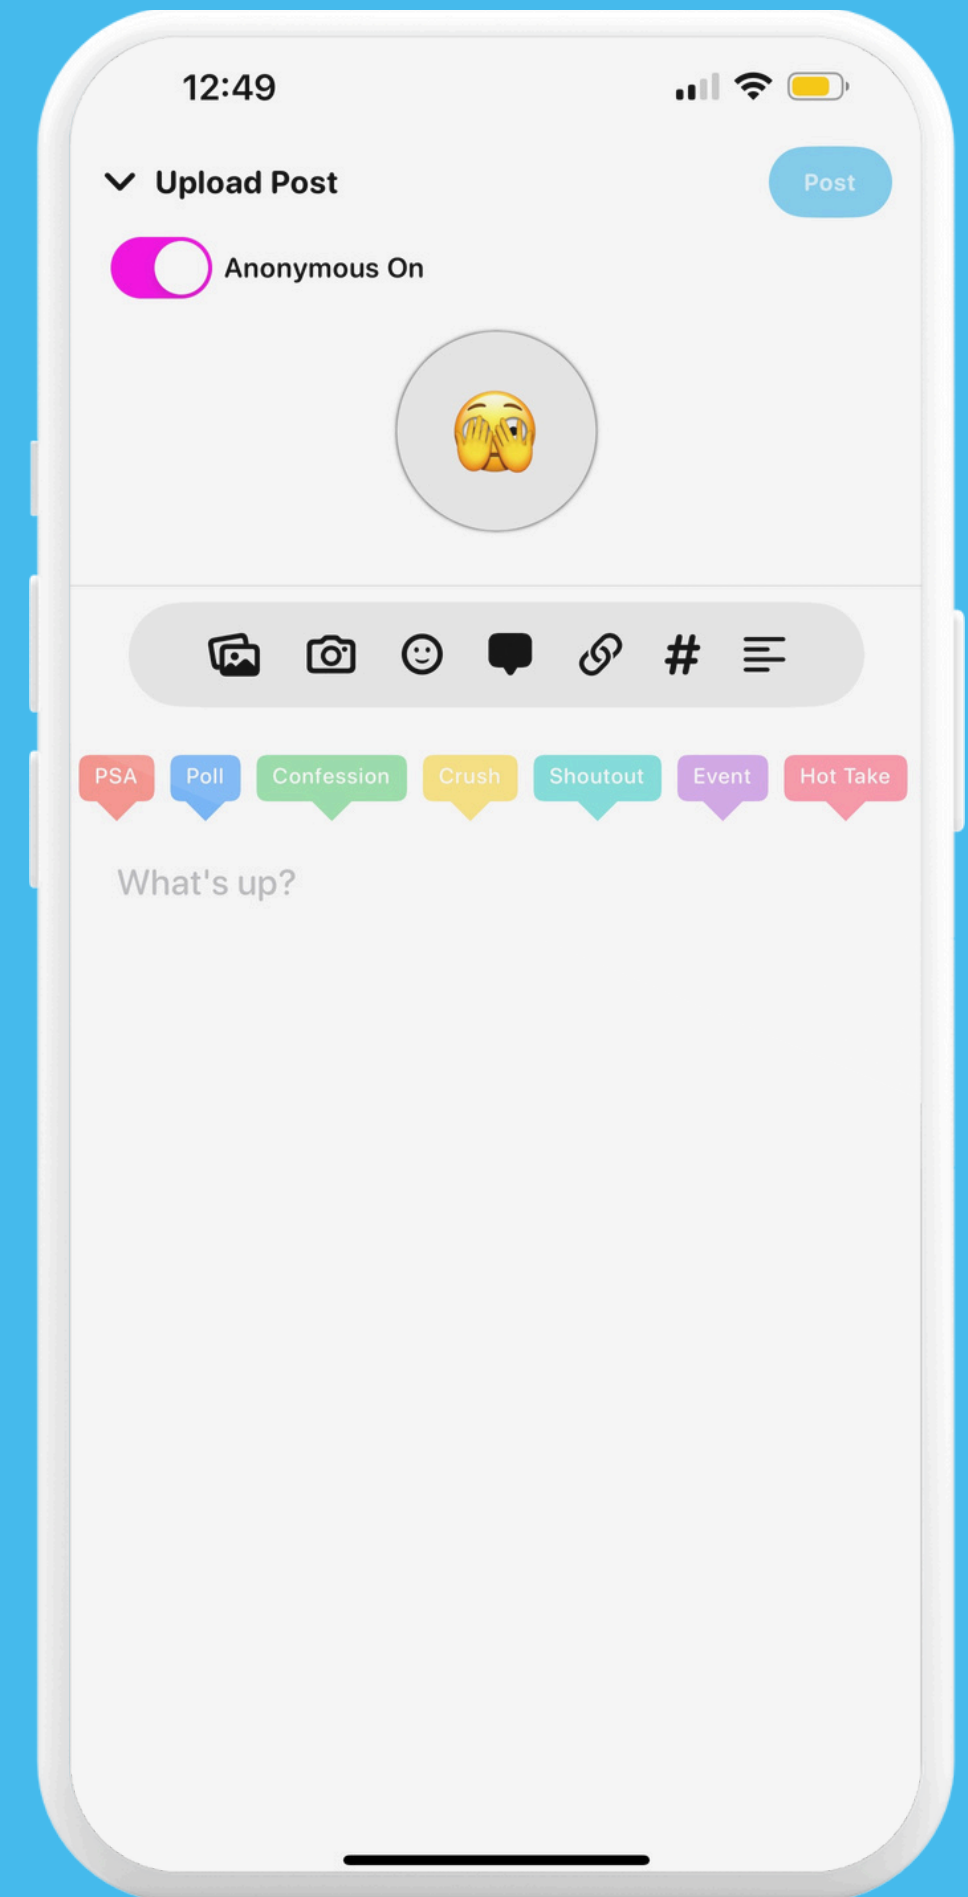 12:49
Upload Post
Post
Anonymous On
#
PSA Poll Confession Crush Shoutout Event Hot Take
What's up?